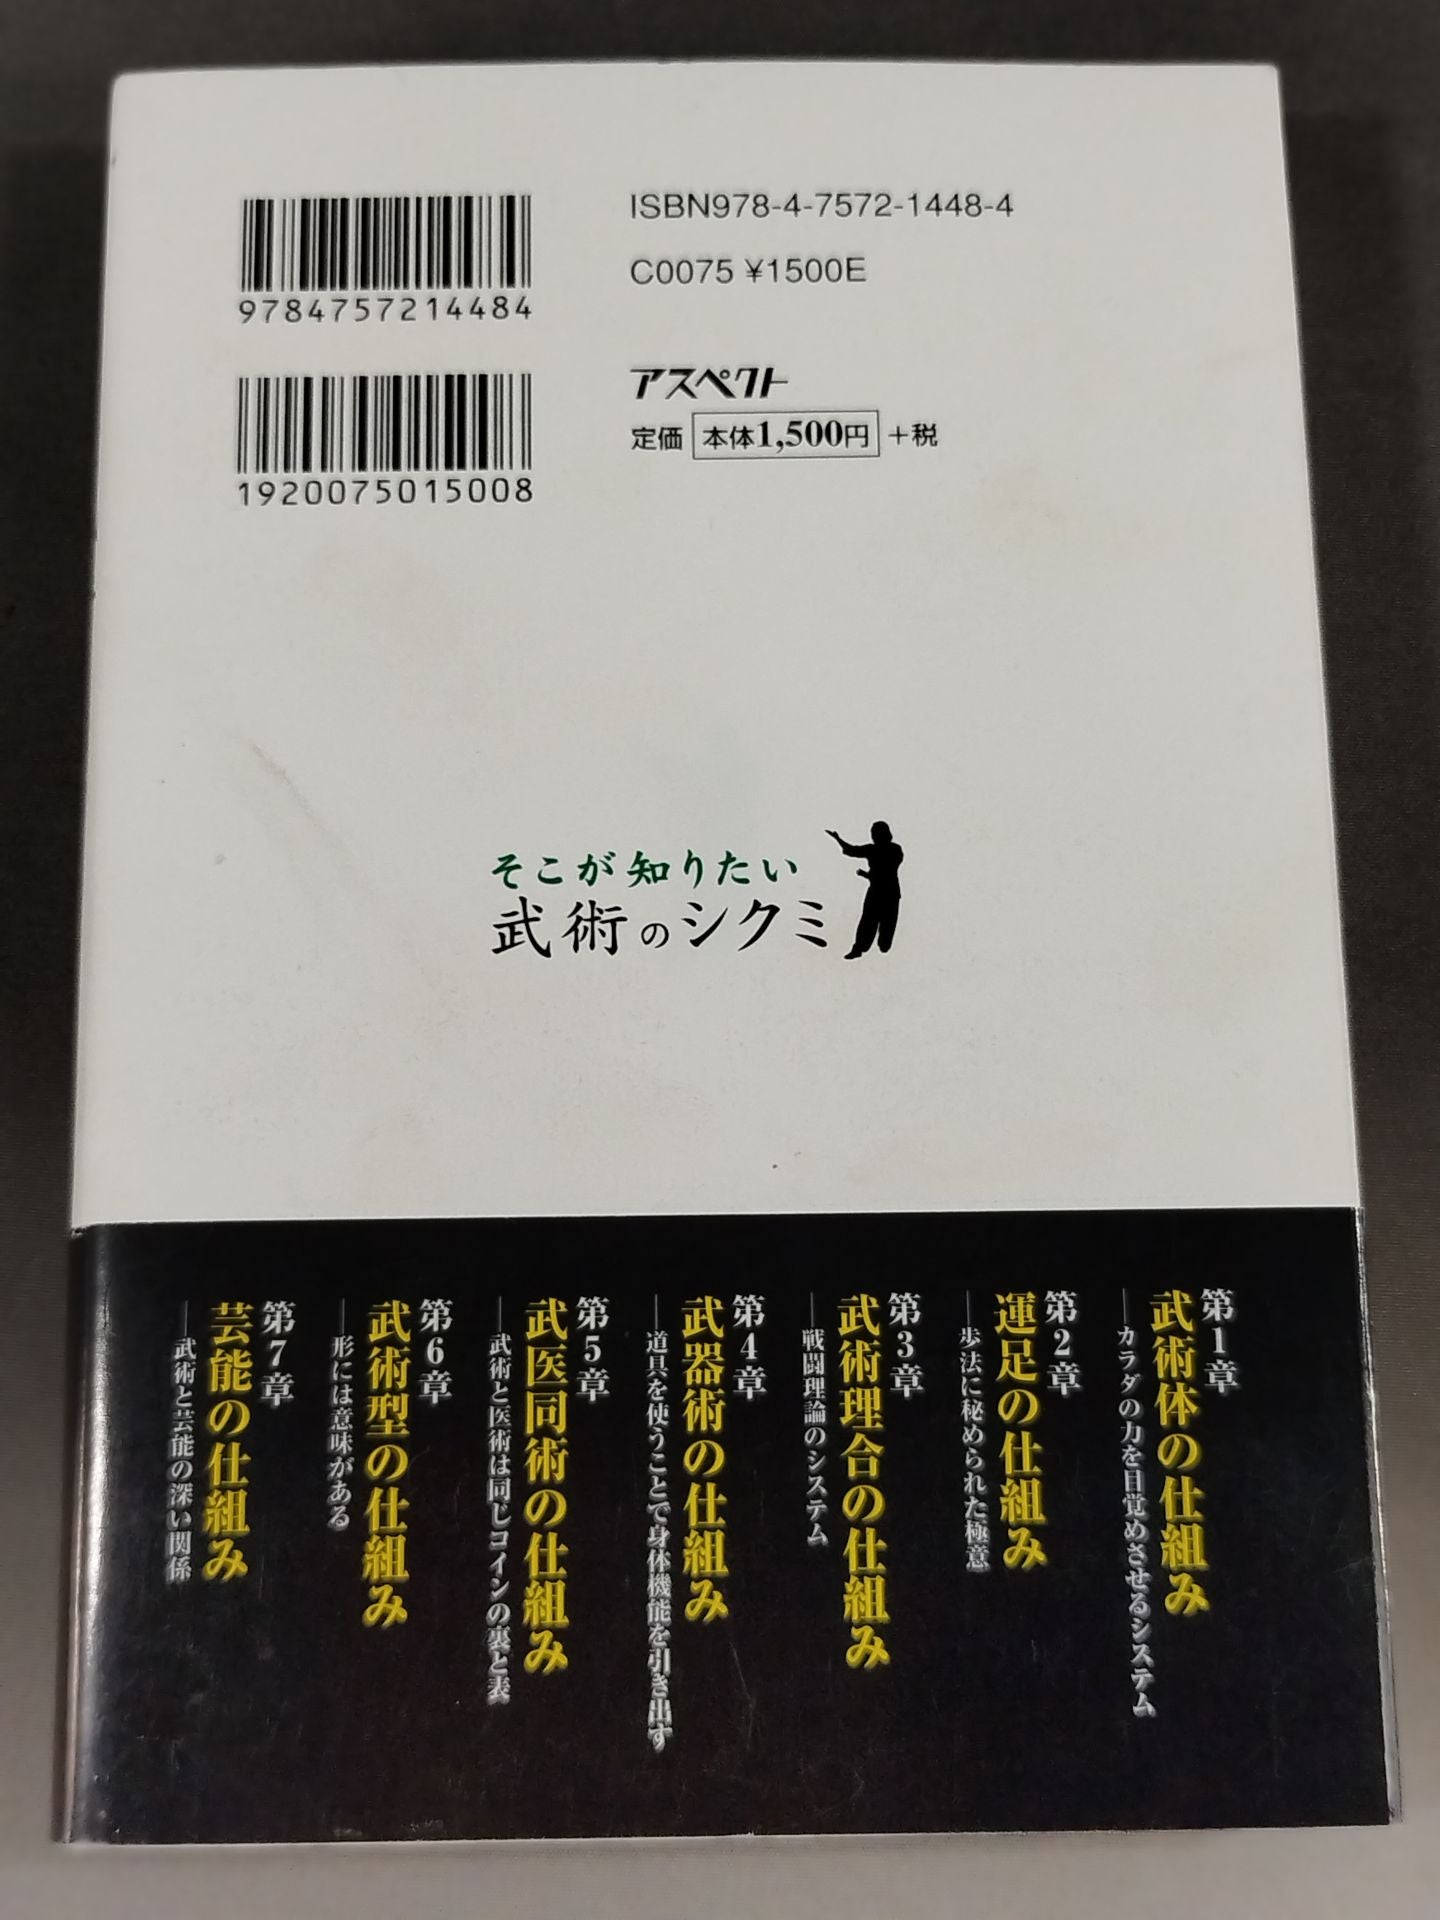 9784757214484
1920075015008
ISBN978-4-7572-1448-4
C0075 ¥1500E
アスペクト
定価 本体1,500円 +税
そこが知りたい
武術のシクミ
第1章
武術体の仕組み
―カラダの力を目覚めさせるシステム
第2章
運足の仕組み
―歩法に秘められた極意
第3章
武術理合の仕組み
―戦闘理論のシステム
第4章
武器術の仕組み
―道具を使うことで身体機能を引き出す
第5章
武医同術の仕組み
―武術と医術は同じコインの裏と表
第6章
武術型の仕組み
―形には意味がある
第7章
芸能の仕組み
―武術と芸能の深い関係